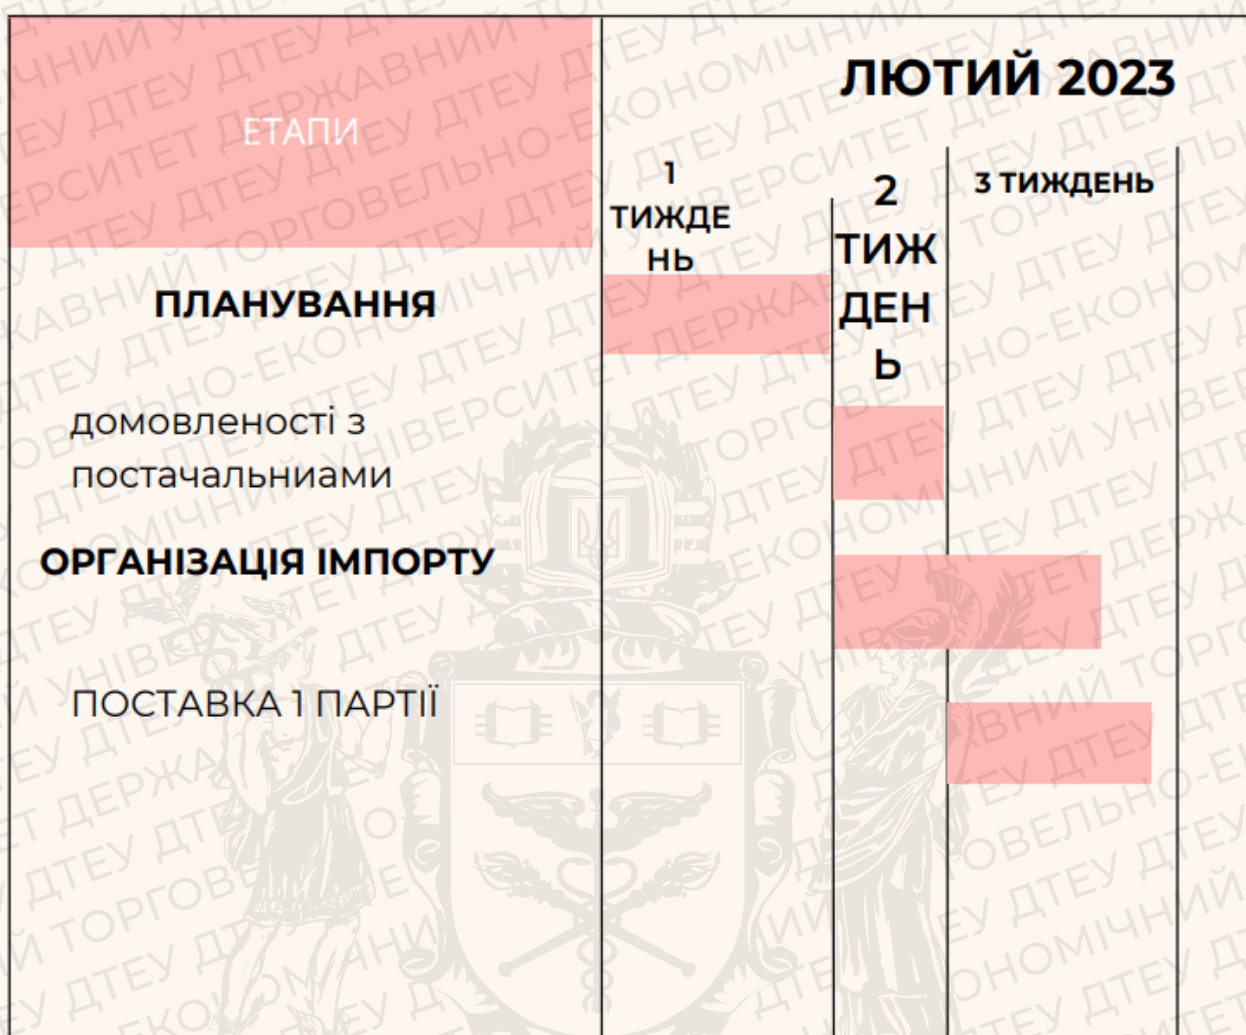 ЕТАПИ
ЛЮТИЙ 2023
1
ТИЖДЕ
НЬ
2
ТИЖ
ДЕН
Ь
3 ТИЖДЕНЬ
ПЛАНУВАННЯ
домовленості з
постачальниами
ОРГАНІЗАЦІЯ ІМПОРТУ
ПОСТАВКА 1 ПАРТІЇ